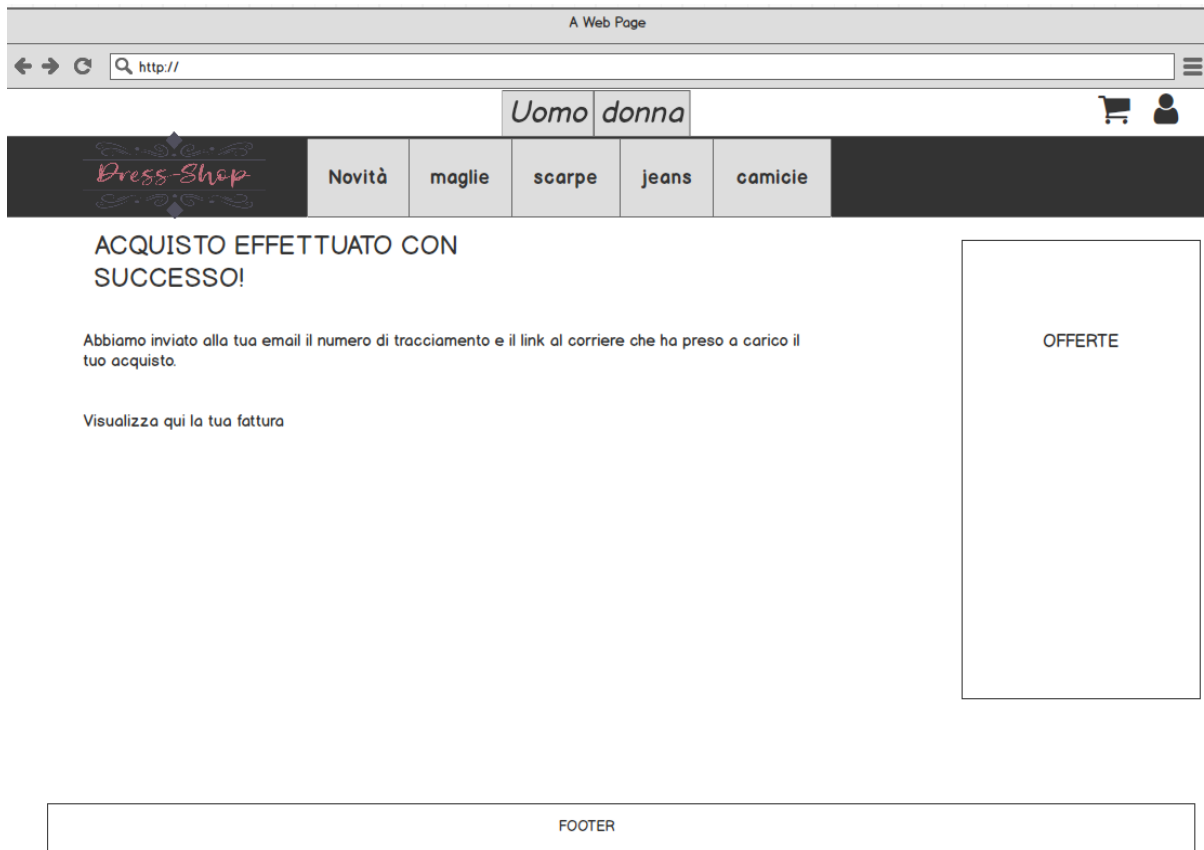 A Web Page
http://
Uomo donna
Dress-Shop
Novità maglie scarpe jeans camicie
ACQUISTO EFFETTUATO CON
SUCCESSO!
Abbiamo inviato alla tua email il numero di tracciamento e il link al corriere che ha preso a carico il
tuo acquisto.
OFFERTE
Visualizza qui la tua fattura
FOOTER